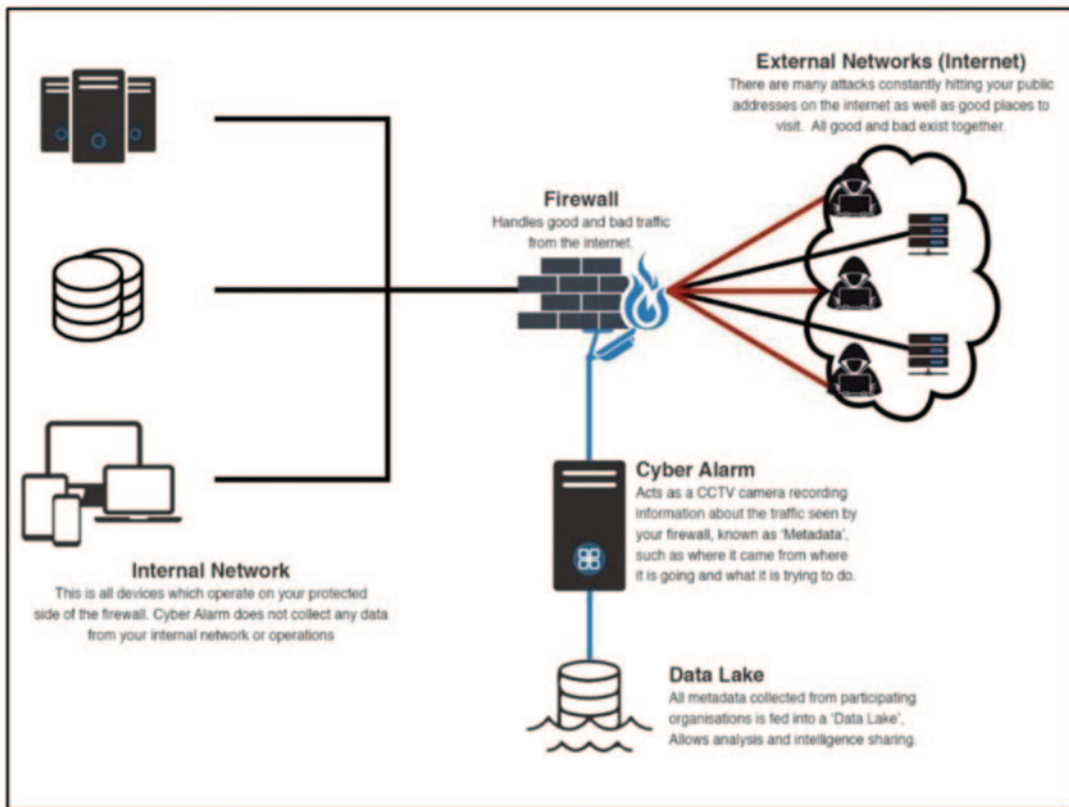 External Networks (Internet)
There are many attacks constantly hitting your public
addresses on the internet as well as good places to
visit. All good and bad exist together.
Firewall
Handles good and bad traffic
from the internet.
Cyber Alarm
Acts as a CCTV camera recording
information about the traffic seen by
your firewall, known as 'Metadata',
such as where it came from where
it is going and what it is trying to do.
Internal Network
This is all devices which operate on your protected
side of the firewall. Cyber Alarm does not collect any data
from your internal network or operations
Data Lake
All metadata collected from participating
organisations is fed into a 'Data Lake',
Allows analysis and intelligence sharing.